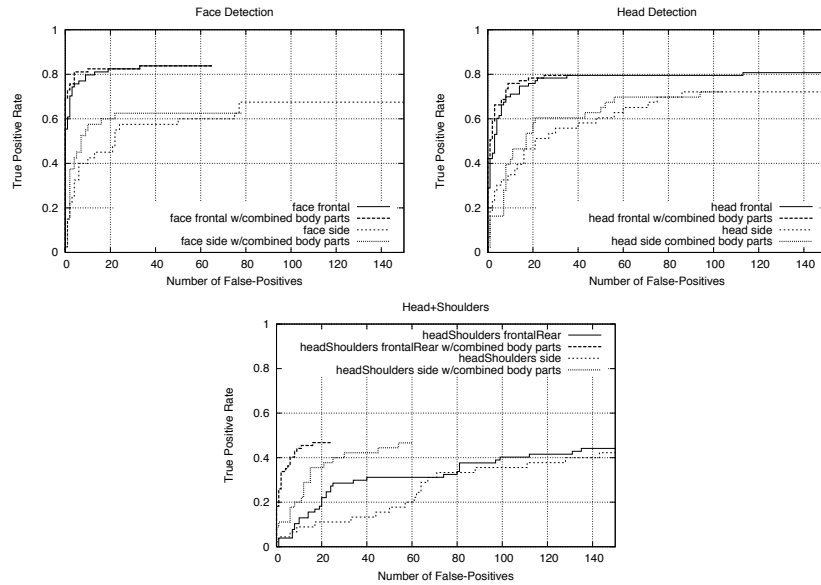 Face Detection
True Positive Rate
1
0.8
0.6
0.4
0.2
0
face frontal
face frontal w/combined body parts
face side
face side w/combined body parts
0 20 40 60 80 100 120 140
Number of False-Positives
Head Detection
True Positive Rate
1
0.8
0.6
0.4
0.2
0
head frontal
head frontal w/combined body parts
head side
head side combined body parts
0 20 40 60 80 100 120 140
Number of False-Positives
Head+Shoulders
True Positive Rate
1
0.8
0.6
0.4
0.2
0
headShoulders frontalRear
headShoulders frontalRear w/combined body parts
headShoulders side
headShoulders side w/combined body parts
0 20 40 60 80 100 120 140
Number of False-Positives